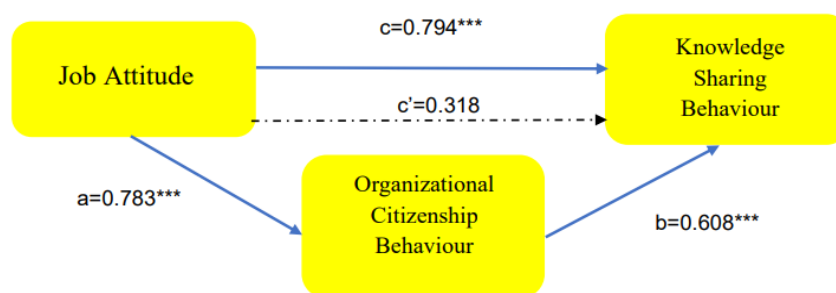 c=0.794***
Job Attitude
Knowledge
Sharing
Behaviour
c'=0.318
a=0.783***
Organizational
Citizenship
Behaviour
b=0.608***